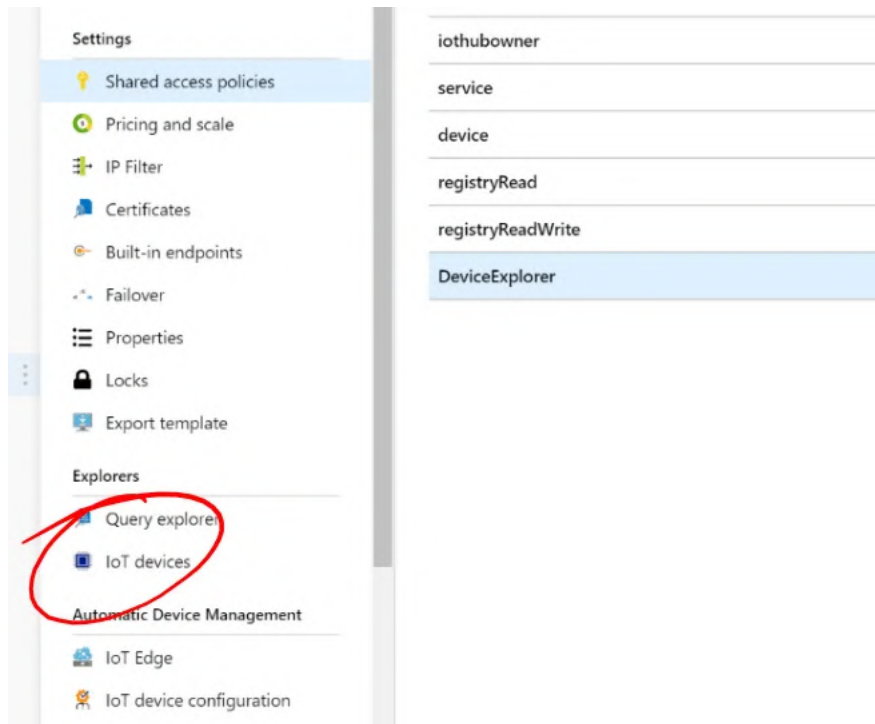 Settings
Shared access policies
Pricing and scale
IP Filter
Certificates
Built-in endpoints
Failover
Properties
Locks
Export template
Explorers
Query explorer
IoT devices
Automatic Device Management
IoT Edge
IoT device configuration
iothubowner
service
device
registryRead
registryReadWrite
DeviceExplorer